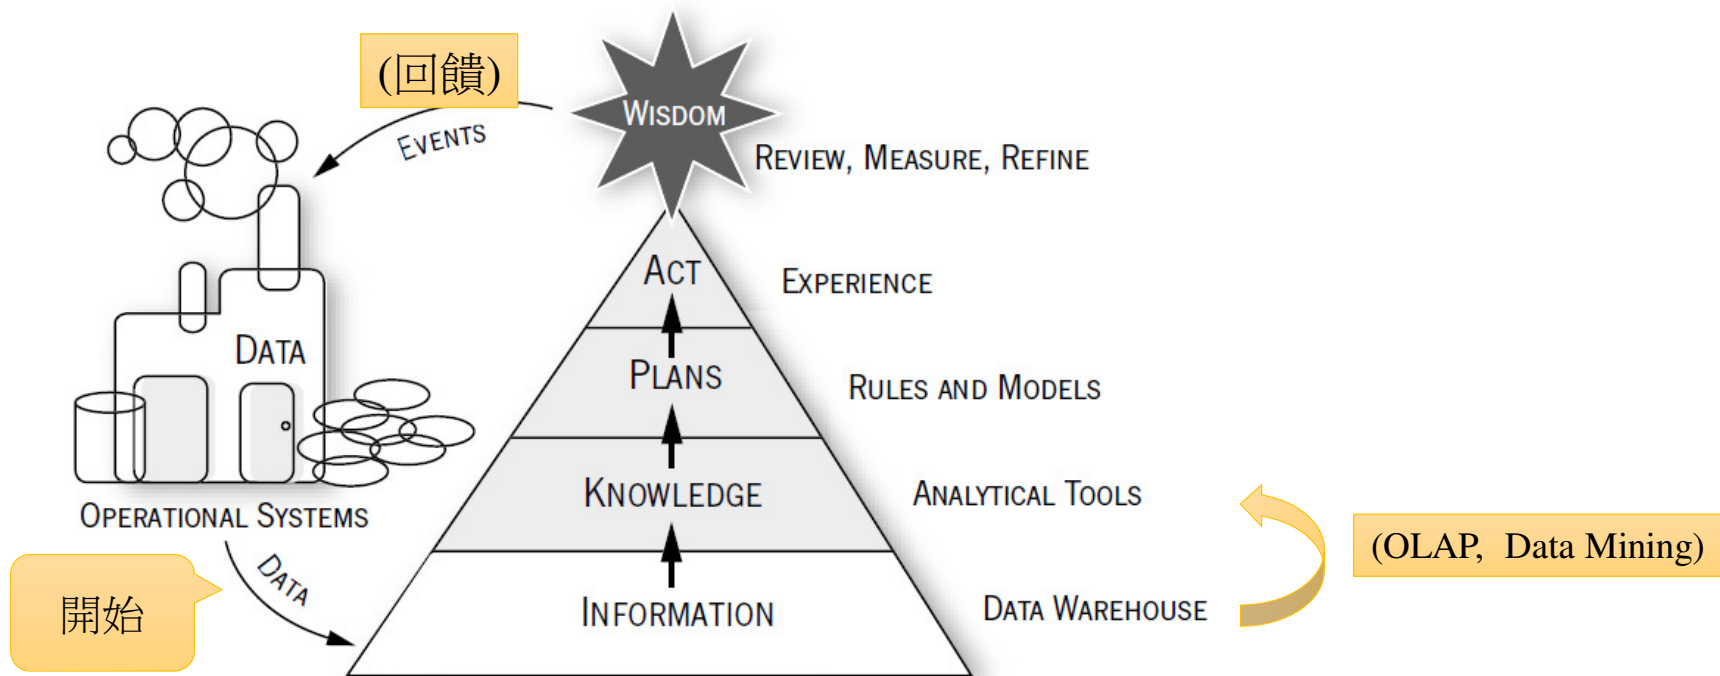 (回饋)
EVENTS
WISDOM
REVIEW, MEASURE, REFINE
ACT
EXPERIENCE
DATA
PLANS
RULES AND MODELS
KNOWLEDGE
ANALYTICAL TOOLS
OPERATIONAL SYSTEMS
(OLAP, Data Mining)
DATA
開始
INFORMATION
DATA WAREHOUSE